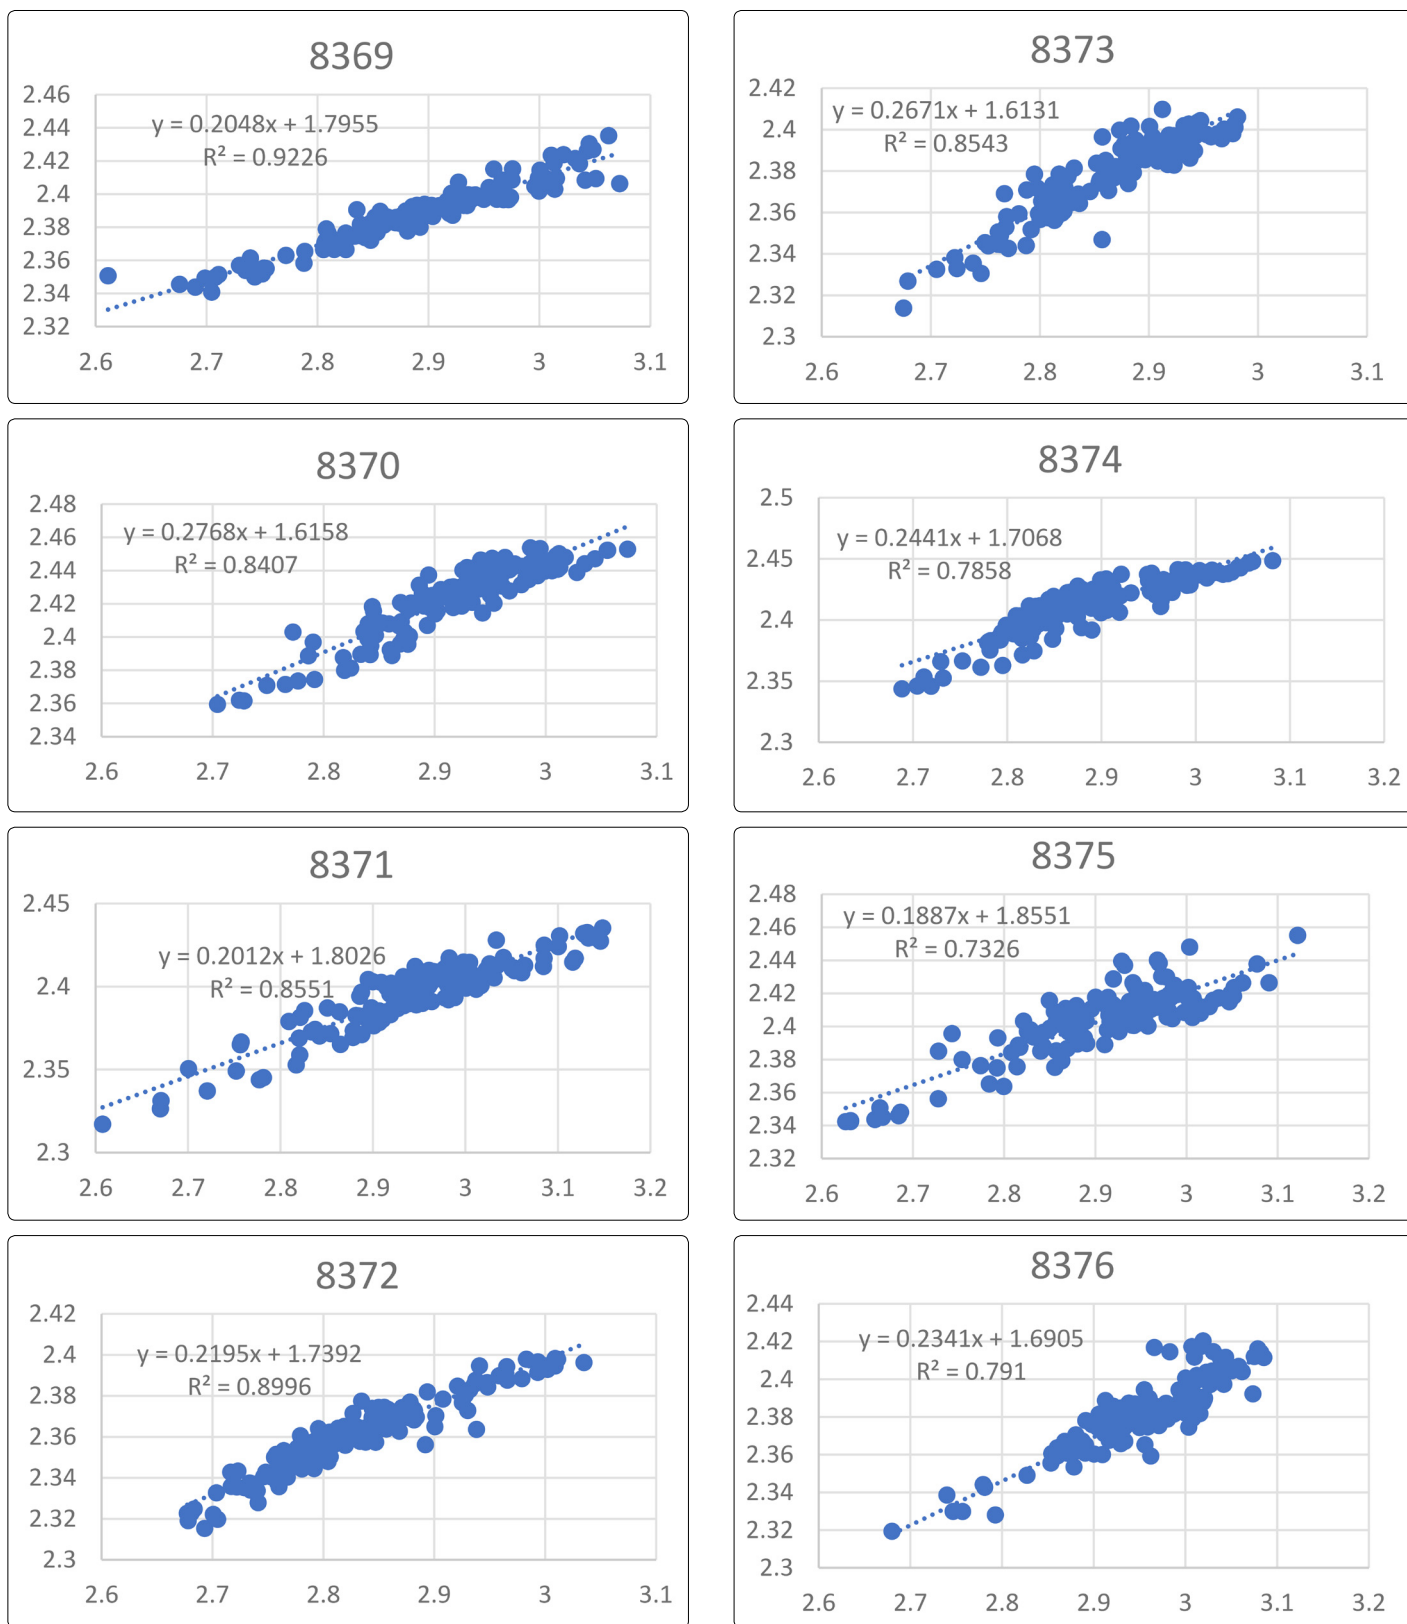 8369
2.46
2.44
2.42
2.4
2.38
2.36
2.34
2.32
y = 0.2048x + 1.7955
R² = 0.9226
2.6 2.7 2.8 2.9 3 3.1
8373
2.42
2.4
2.38
2.36
2.34
2.32
2.3
y = 0.2671x + 1.6131
R² = 0.8543
2.6 2.7 2.8 2.9 3 3.1
8370
2.48
2.46
2.44
2.42
2.4
2.38
2.36
2.34
y = 0.2768x + 1.6158
R² = 0.8407
2.6 2.7 2.8 2.9 3 3.1
8374
2.5
2.45
2.4
2.35
2.3
y = 0.2441x + 1.7068
R² = 0.7858
2.6 2.7 2.8 2.9 3 3.1 3.2
8371
2.45
2.4
2.35
2.3
y = 0.2012x + 1.8026
R² = 0.8551
2.6 2.7 2.8 2.9 3 3.1 3.2
8375
2.48
2.46
2.44
2.42
2.4
2.38
2.36
2.34
2.32
y = 0.1887x + 1.8551
R² = 0.7326
2.6 2.7 2.8 2.9 3 3.1 3.2
8372
2.42
2.4
2.38
2.36
2.34
2.32
2.3
y = 0.2195x + 1.7392
R² = 0.8996
2.6 2.7 2.8 2.9 3 3.1
8376
2.44
2.42
2.4
2.38
2.36
2.34
2.32
2.3
y = 0.2341x + 1.6905
R² = 0.791
2.6 2.7 2.8 2.9 3 3.1 3.2